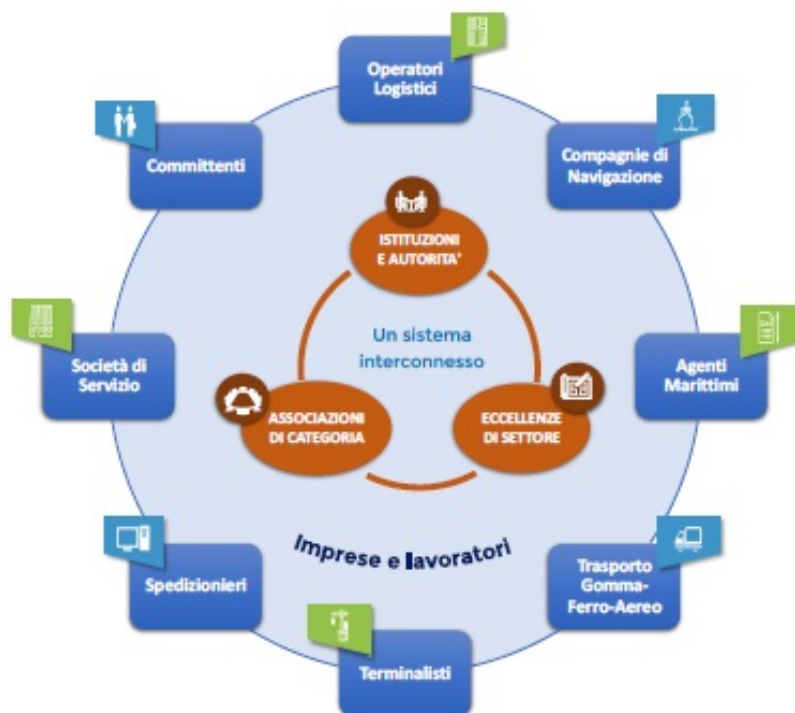 Operatori
Logistici
Committenti
Compagnie di
Navigazione
ISTITUZIONI
E AUTORITA'
Un sistema
interconnesso
Società di
Servizio
Agenti
Marittimi
ASSOCIAZIONI
DI CATEGORIA
ECCELLENZE
DI SETTORE
Imprese e lavoratori
Spedizionieri
Trasporto
Gomma-
Ferro-Aereo
Terminalisti